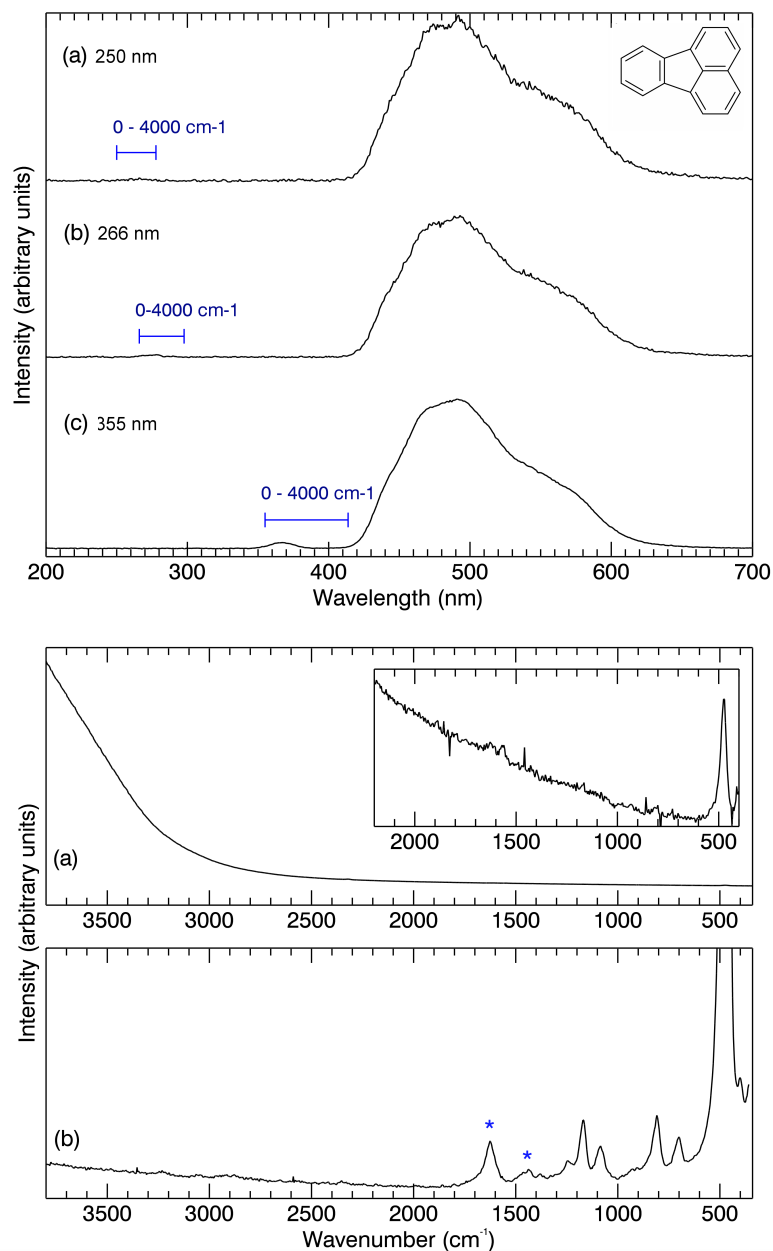 (a) 250 nm
0 - 4000 cm-1
(b) 266 nm
0-4000 cm-1
(c) 355 nm
0 - 4000 cm-1
Intensity (arbitrary units)
200 300 400 500 600 700
Wavelength (nm)
2000 1500 1000 500
(a)
3500 3000 2500 2000 1500 1000 500
Intensity (arbitrary units)
* *
(b)
3500 3000 2500 2000 1500 1000 500
Wavenumber (cm⁻¹)